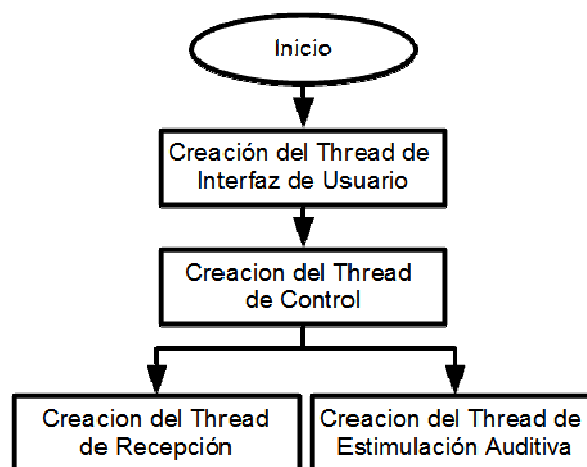 Inicio
Creación del Thread de
Interfaz de Usuario
Creacion del Thread
de Control
Creacion del Thread
de Recepción
Creacion del Thread de
Estimulación Auditiva